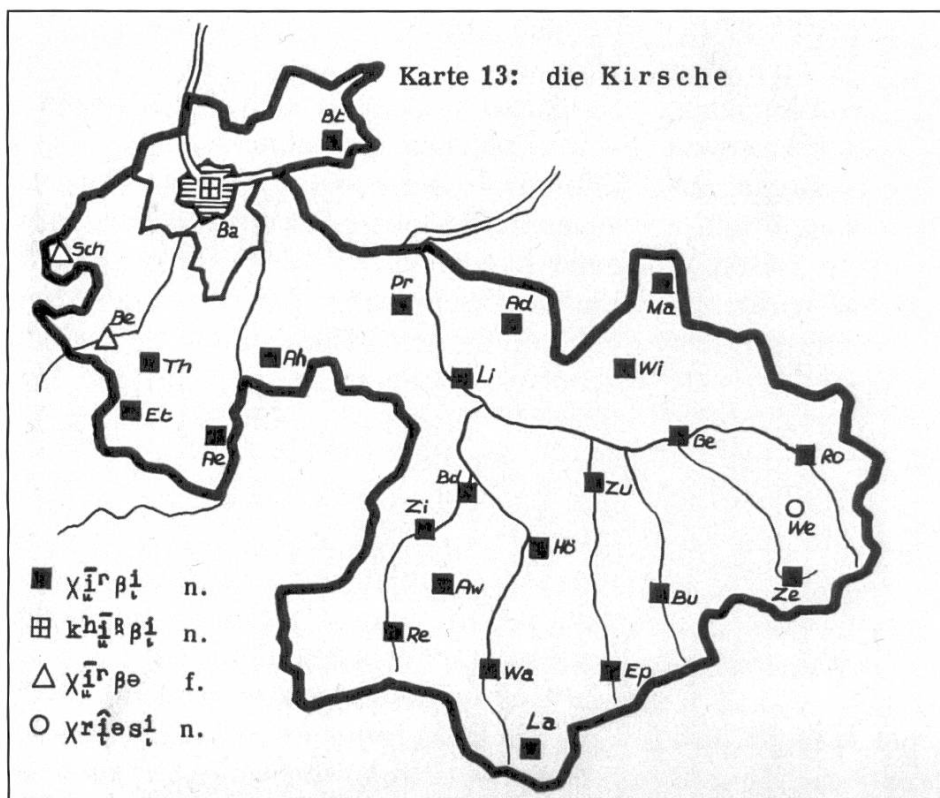 Karte 13: die Kirsche
Bt
Ba
Sch
Be
Th
Ah
Et
Ae
Pr
Ad
Ma
Li
Wi
Be
Ro
Bd
Zu
Zi
We
Hö
Aw
Bu
Ze
Re
Wa
Ep
La
n.
n.
f.
n.